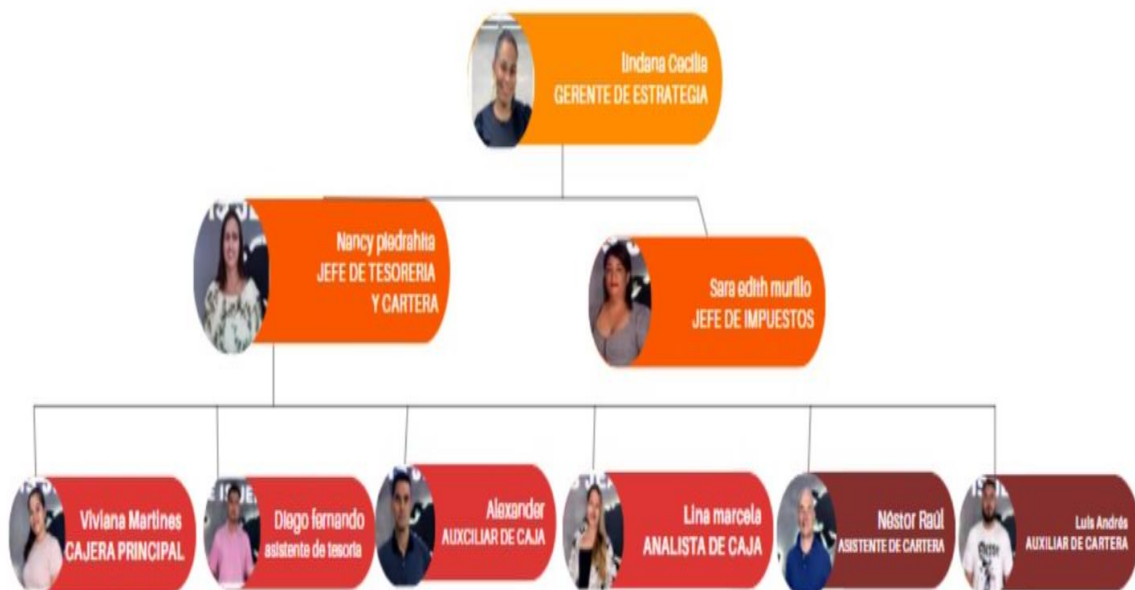 lindana Cecilia
GERENTE DE ESTRATEGIA
Nancy piedrahita
JEFE DE TESORERIA
Y CARTERA
Sara edith murillo
JEFE DE IMPUESTOS
Viviana Martines
CAJERA PRINCIPAL
Diego fernando
asistente de tesoria
Alexander
AUXCILIAR DE CAJA
Lina marcela
ANALISTA DE CAJA
Néstor Raúl
ASISTENTE DE CARTERA
Luis Andrés
AUXILIAR DE CARTERA